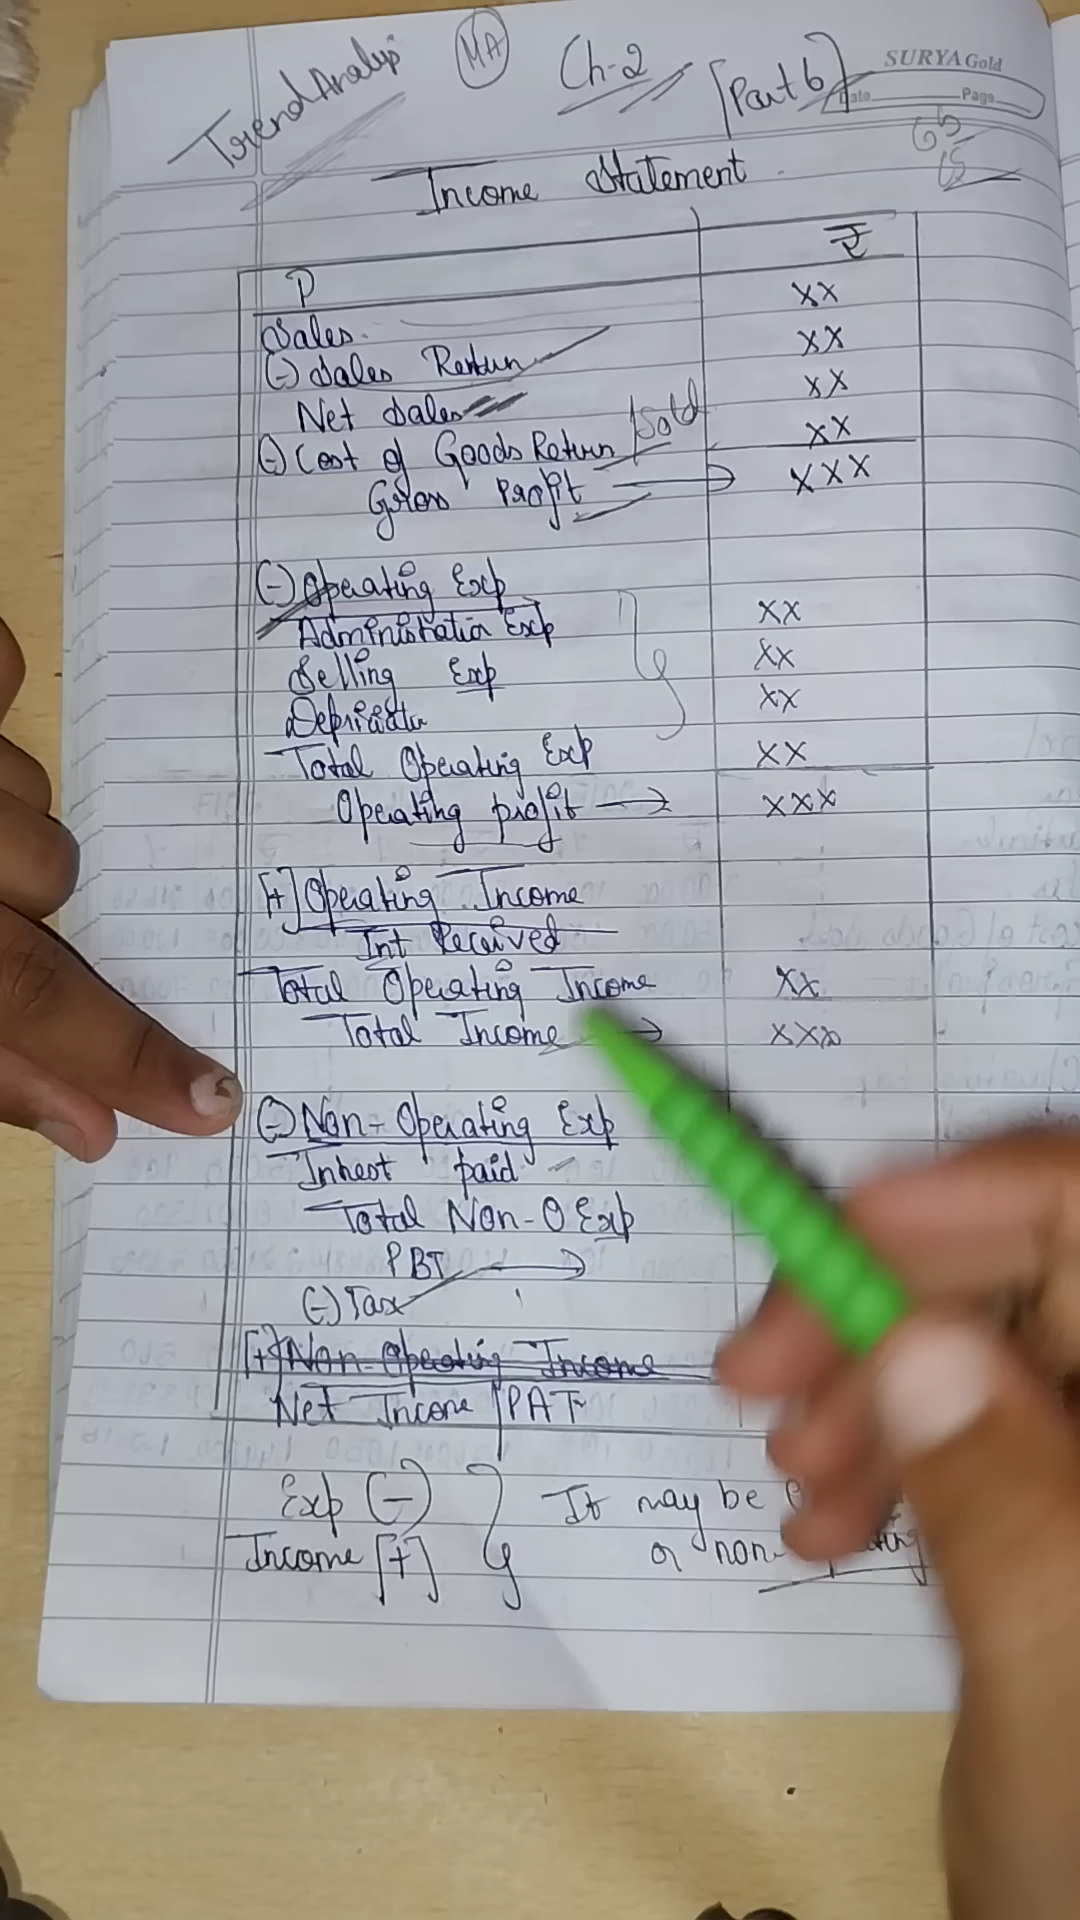 Trend Analysis
MA
Ch-2
[Part 6]
SURYA Gold
Date
Page
Income Statement
P ₹
Sales. XX
(-) Sales Return XX
Net Sales XX
(-) Cost of Goods Return / Sold XX
Gross Profit → XXX
(-) Operating Exp
Administration Exp XX
Selling Exp XX
XX
Total Operating Exp XX
Operating profit → XXX
[+] Operating Income
Int Received
Total Operating Income XX
Total Income → XXX
(-) Non-Operating Exp
paid
Total Non-O Exp
PBT →
(-) Tax
[+] Non-Operating Income
Net Income / PAT
Exp (-) It may be
Income [+] or non-